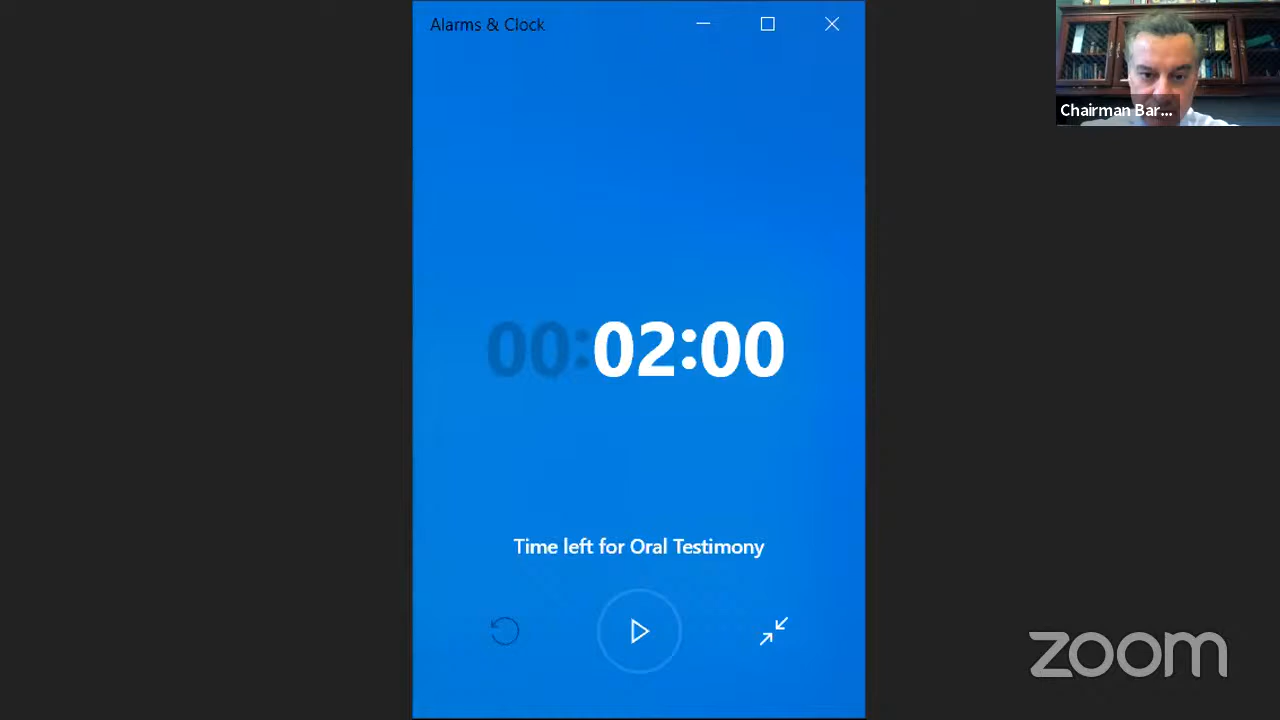 Alarms & Clock
Chairman Bar...
00:02:00
Time left for Oral Testimony
zoom